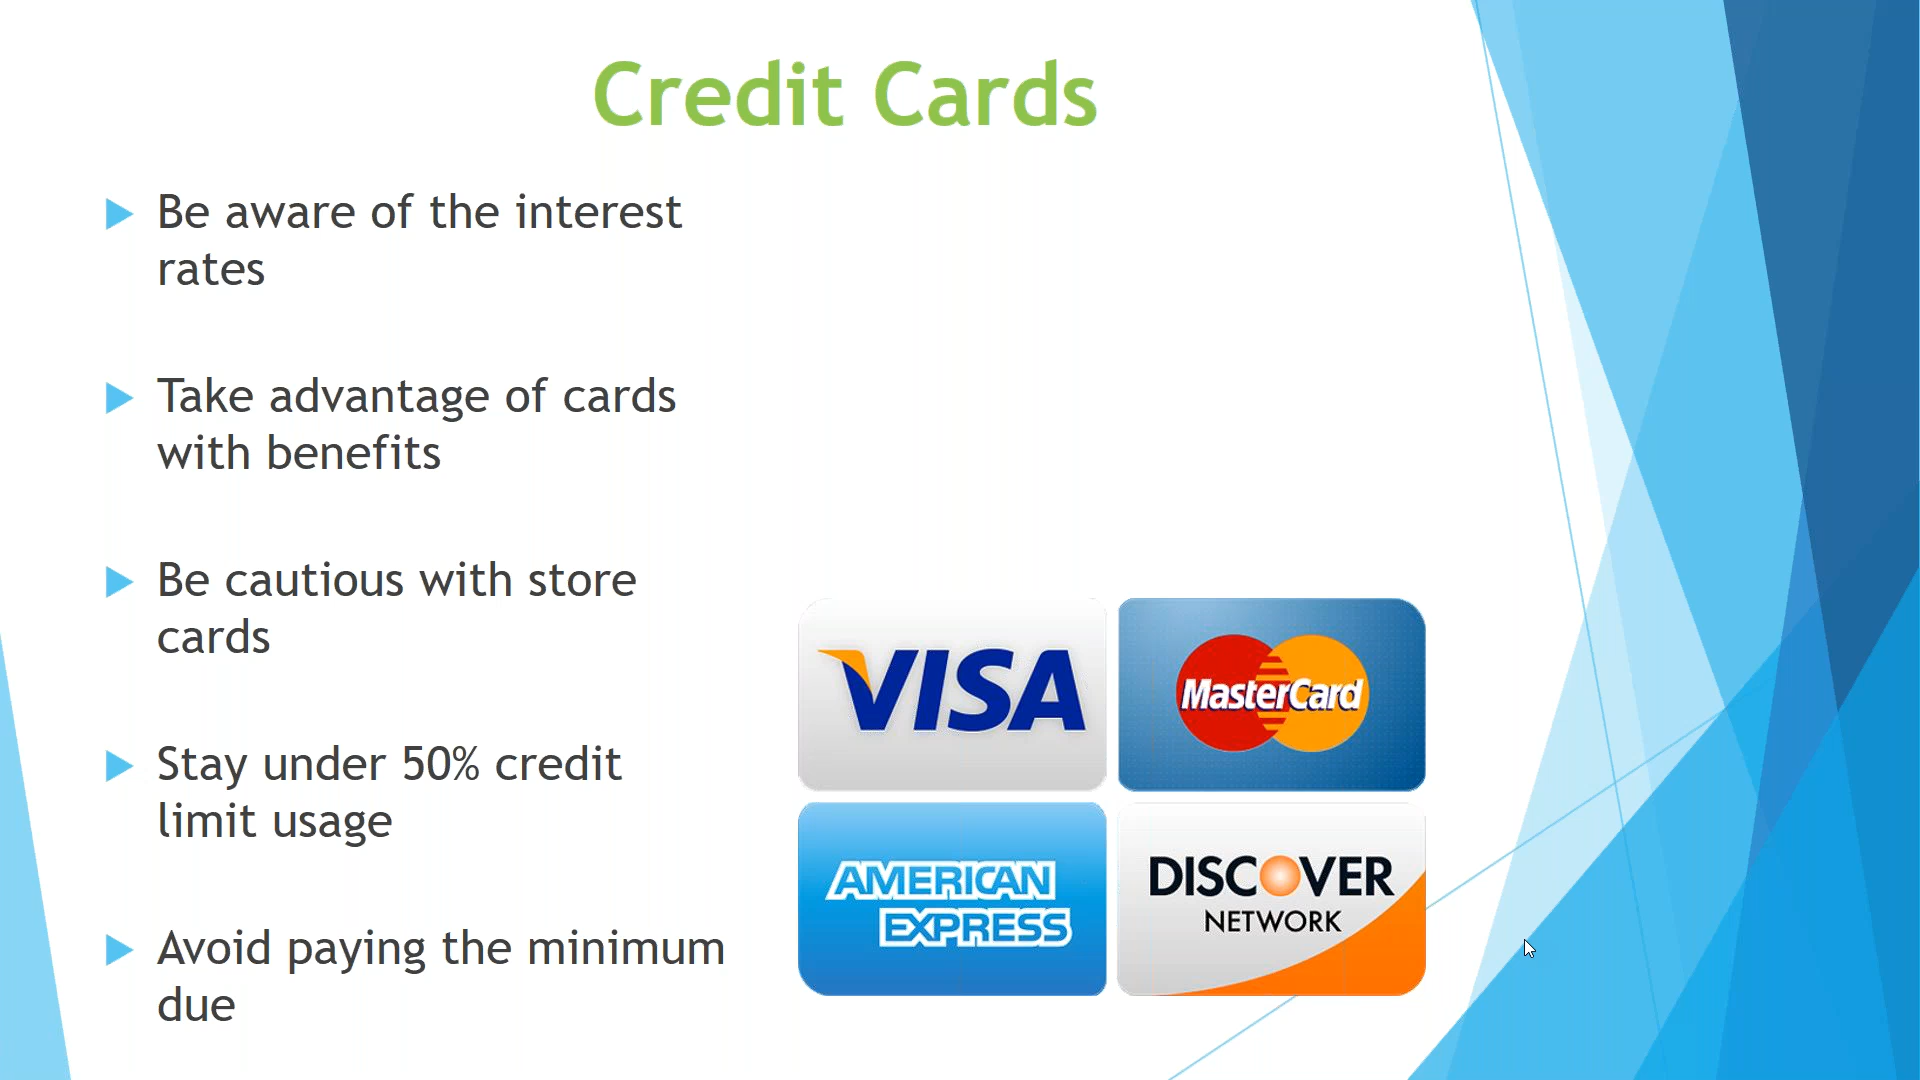 Credit Cards
Be aware of the interest
rates
Take advantage of cards
with benefits
Be cautious with store
cards
Stay under 50% credit
limit usage
Avoid paying the minimum
due
VISA
MasterCard
AMERICAN
EXPRESS
DISCOVER
NETWORK